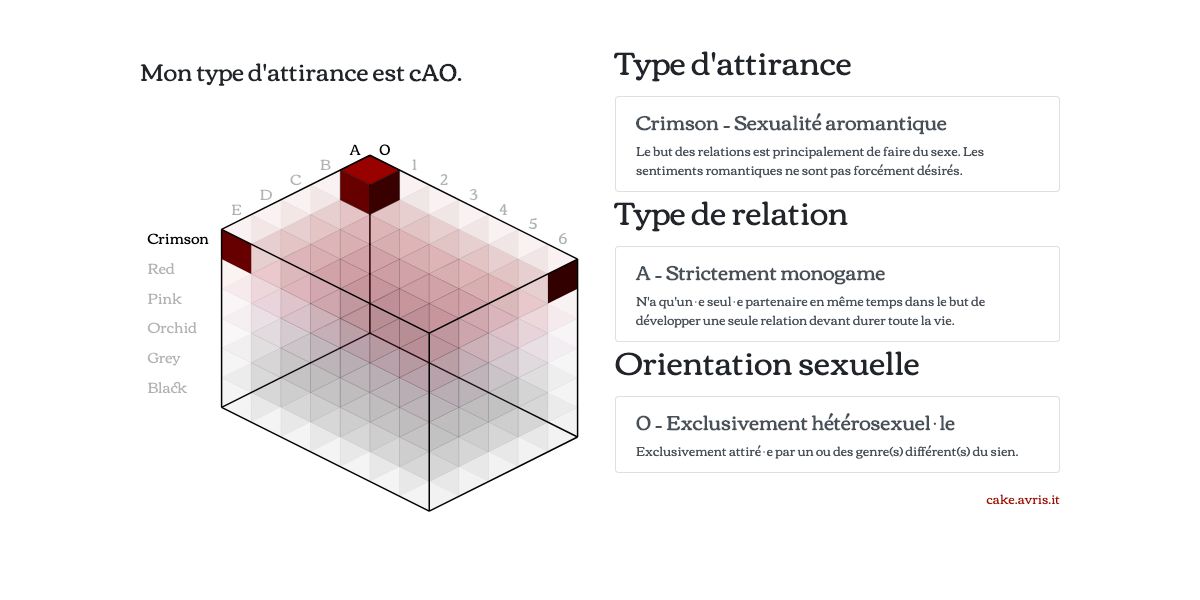 Mon type d'attirance est cAO.
A O
B 1
C 2
D 3
E 4
5
6
Crimson
Red
Pink
Orchid
Grey
Black
Type d'attirance
Crimson - Sexualité aromantique
Le but des relations est principalement de faire du sexe. Les
sentiments romantiques ne sont pas forcément désirés.
Type de relation
A - Strictement monogame
N'a qu'un·e seul·e partenaire en même temps dans le but de
développer une seule relation devant durer toute la vie.
Orientation sexuelle
O - Exclusivement hétérosexuel·le
Exclusivement attiré·e par un ou des genre(s) différent(s) du sien.
cake.avris.it